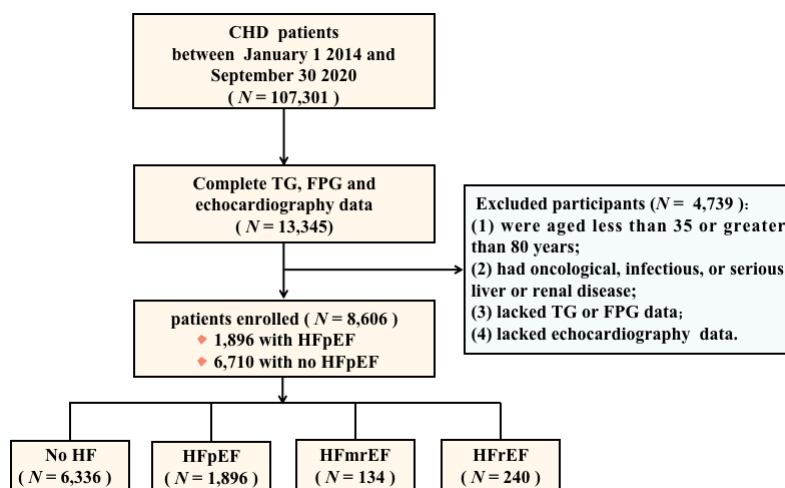 CHD patients
between January 1 2014 and
September 30 2020
( N = 107,301 )
Complete TG, FPG and
echocardiography data
( N = 13,345)
Excluded participants (N = 4,739 ):
(1) were aged less than 35 or greater
than 80 years;
(2) had oncological, infectious, or serious
liver or renal disease;
(3) lacked TG or FPG data;
(4) lacked echocardiography data.
patients enrolled ( N = 8,606 )
1,896 with HFpEF
6,710 with no HFpEF
No HF
( N = 6,336 )
HFpEF
( N = 1,896 )
HFmrEF
( N = 134 )
HFrEF
( N = 240 )